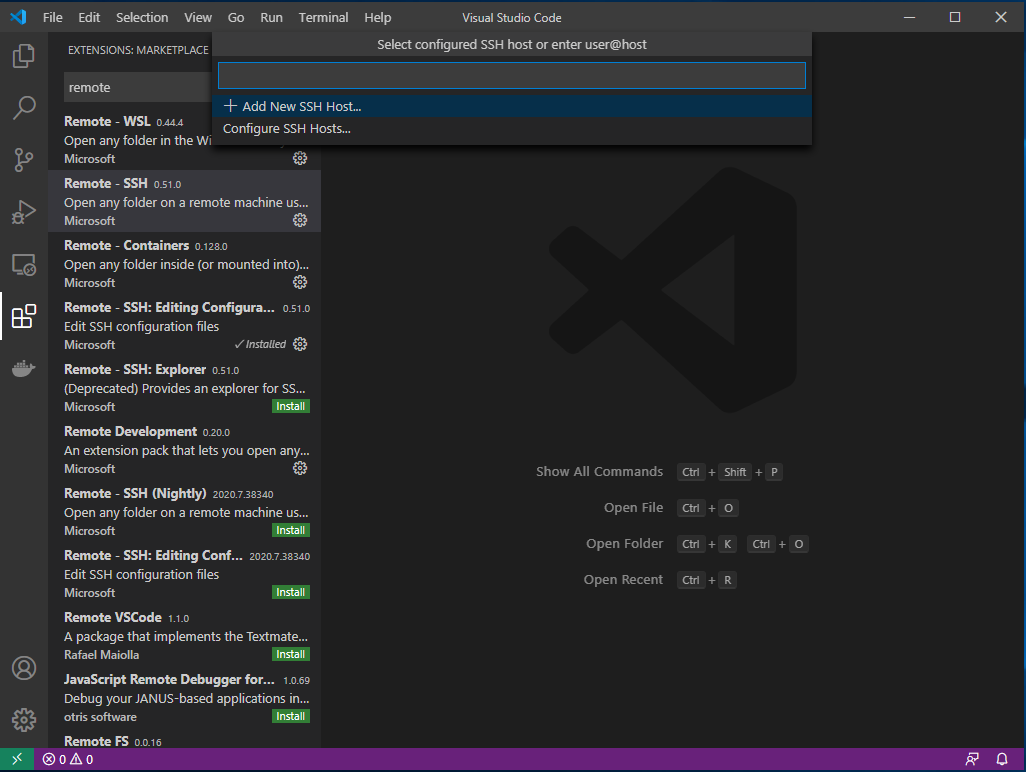 File Edit Selection View Go Run Terminal Help Visual Studio Code
EXTENSIONS: MARKETPLACE
Select configured SSH host or enter user@host
remote
Add New SSH Host...
Configure SSH Hosts...
Remote - WSL 0.44.4
Open any folder in the Wi
Microsoft
Remote - SSH 0.51.0
Open any folder on a remote machine us...
Microsoft
Remote - Containers 0.128.0
Open any folder inside (or mounted into)...
Microsoft
Remote - SSH: Editing Configura... 0.51.0
Edit SSH configuration files
Microsoft ✓Installed
Remote - SSH: Explorer 0.51.0
(Deprecated) Provides an explorer for SS...
Microsoft Install
Remote Development 0.20.0
An extension pack that lets you open any...
Microsoft
Remote - SSH (Nightly) 2020.7.38340
Open any folder on a remote machine us...
Microsoft Install
Remote - SSH: Editing Conf... 2020.7.38340
Edit SSH configuration files
Microsoft Install
Remote VSCode 1.1.0
A package that implements the Textmate...
Rafael Maiolla Install
JavaScript Remote Debugger for... 1.0.69
Debug your JANUS-based applications in...
otris software Install
Remote FS 0.0.16
Show All Commands Ctrl + Shift + P
Open File Ctrl + O
Open Folder Ctrl + K Ctrl + O
Open Recent Ctrl + R
0 0